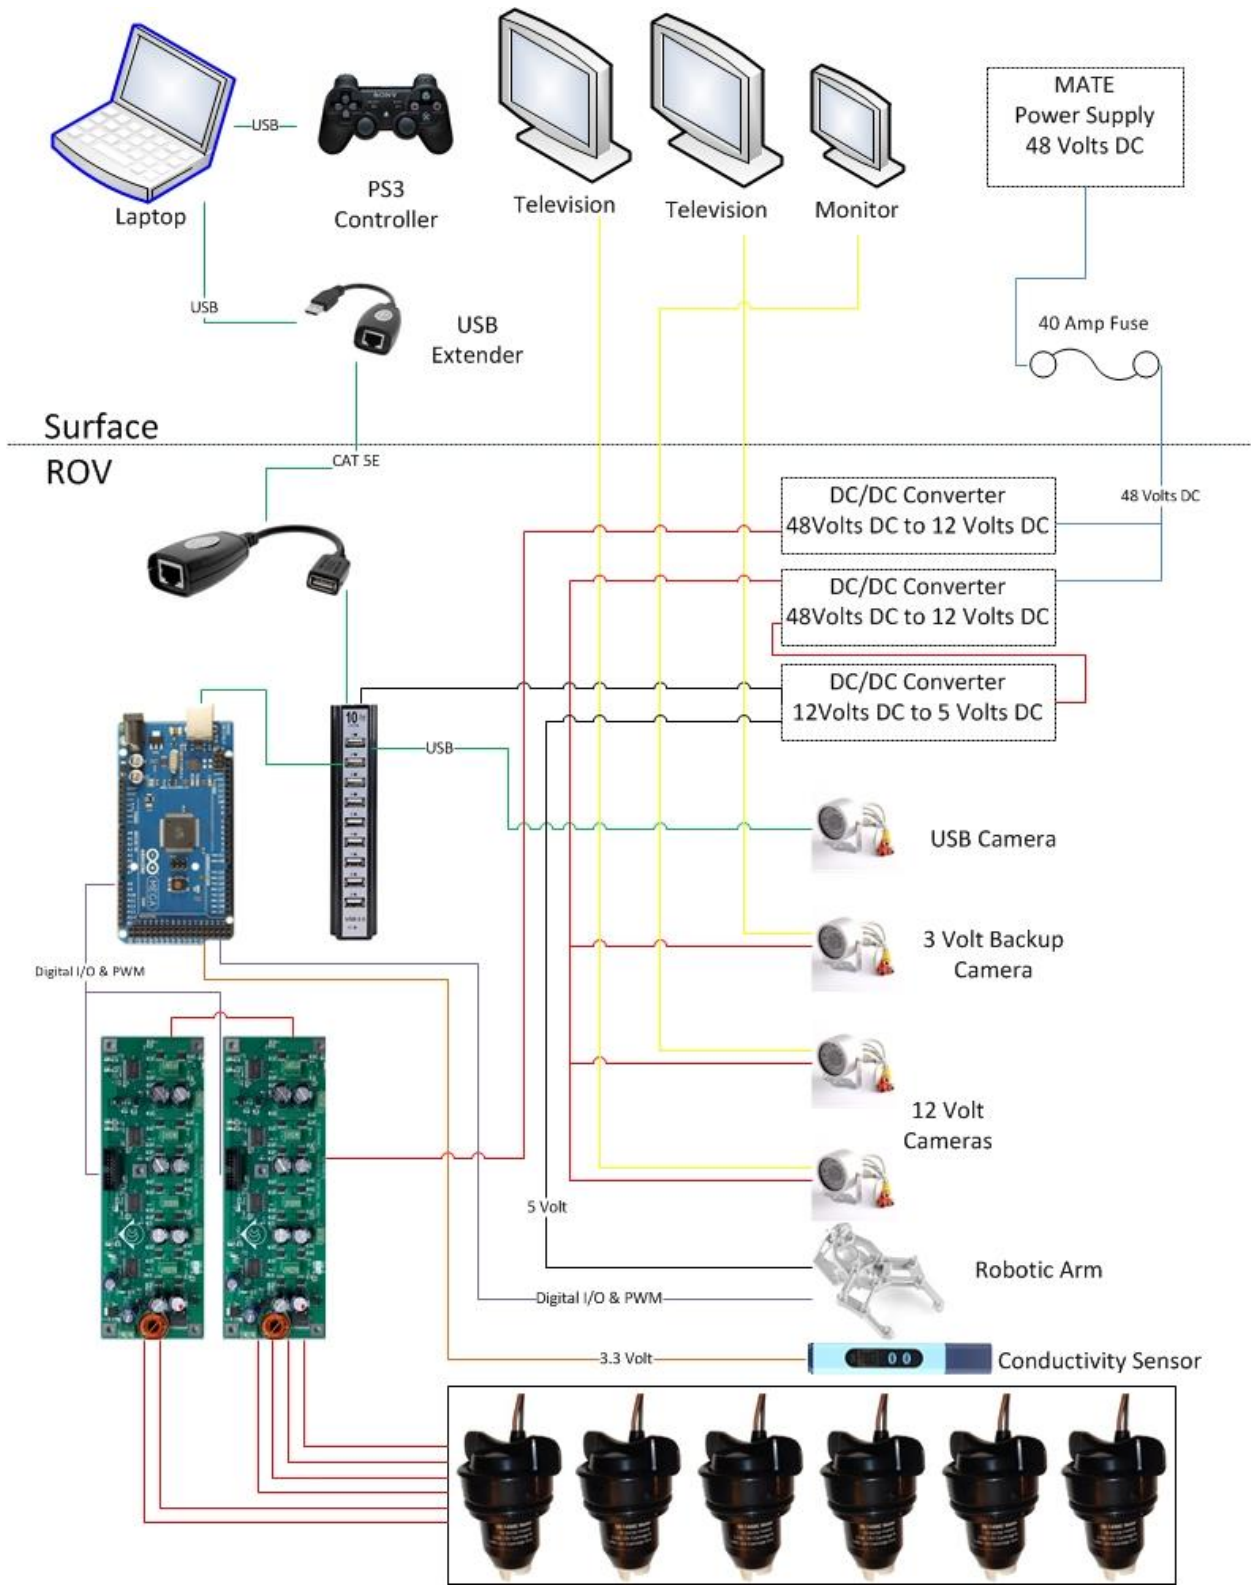 MATE
Power Supply
48 Volts DC
SONY
USB
Laptop
PS3
Controller
Television
Television
Monitor
USB
USB
Extender
40 Amp Fuse
Surface
ROV
CAT 5E
DC/DC Converter
48Volts DC to 12 Volts DC
48 Volts DC
DC/DC Converter
48Volts DC to 12 Volts DC
DC/DC Converter
12Volts DC to 5 Volts DC
10
USB
USB Camera
MEGA
3 Volt Backup
Camera
Digital I/O & PWM
12 Volt
Cameras
5 Volt
Robotic Arm
Digital I/O & PWM
3.3 Volt
00
Conductivity Sensor